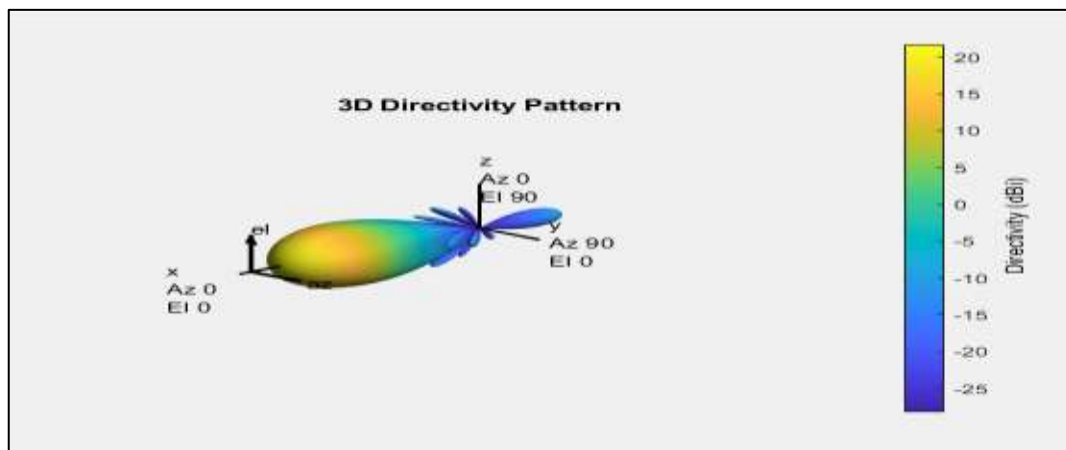 3D Directivity Pattern
z
Az 0
El 90
y
Az 90
El 0
el
az
x
Az 0
El 0
20
15
10
5
0
-5
-10
-15
-20
-25
Directivity (dBi)